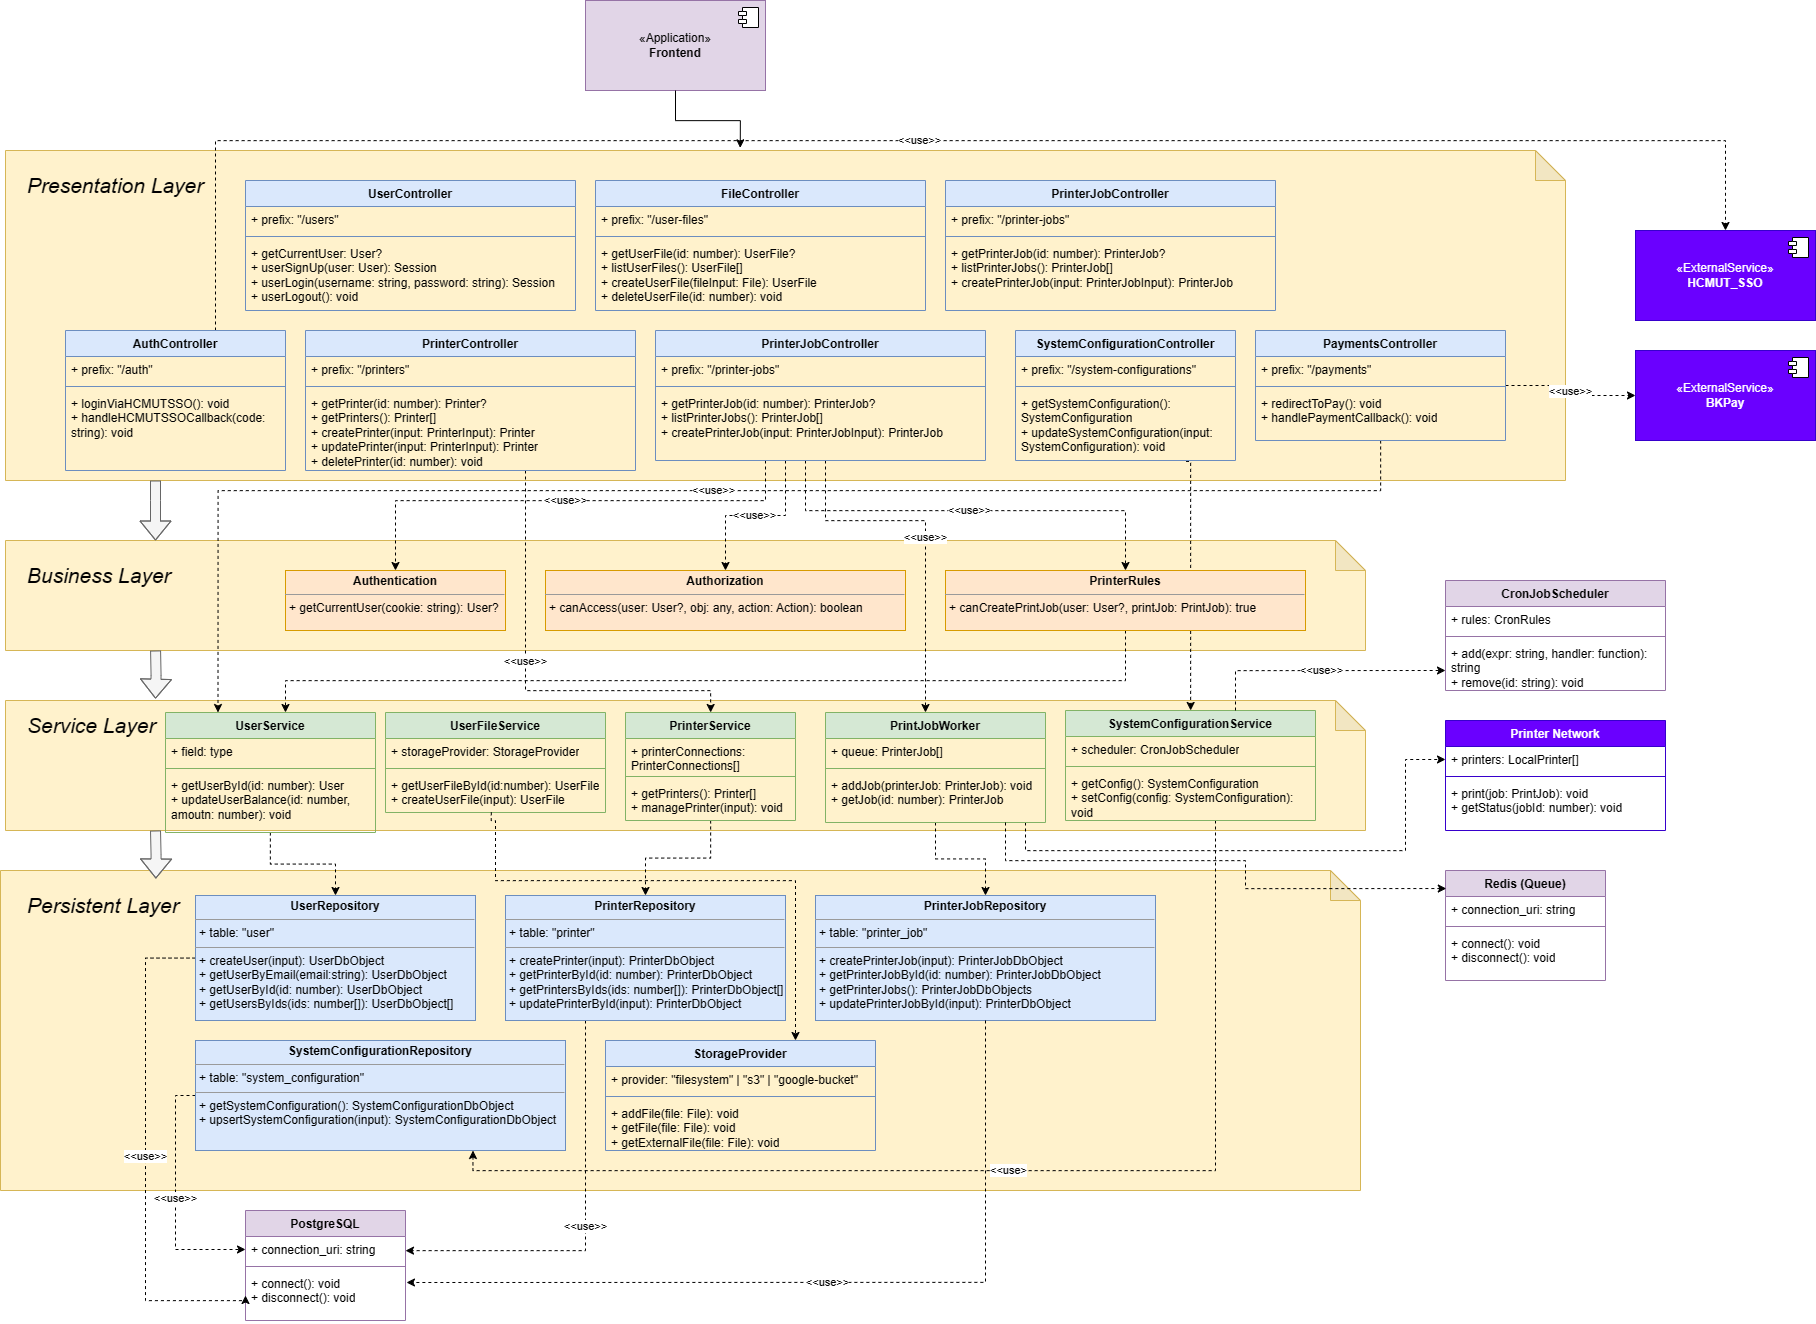 «Application»
Frontend
<<use>>
Presentation Layer
UserController
+ prefix: "/users"
+ getCurrentUser: User?
+ userSignUp(user: User): Session
+ userLogin(username: string, password: string): Session
+ userLogout(): void
FileController
+ prefix: "/user-files"
+ getUserFile(id: number): UserFile?
+ listUserFiles(): UserFile[]
+ createUserFile(fileInput: File): UserFile
+ deleteUserFile(id: number): void
PrinterJobController
+ prefix: "/printer-jobs"
+ getPrinterJob(id: number): PrinterJob?
+ listPrinterJobs(): PrinterJob[]
+ createPrinterJob(input: PrinterJobInput): PrinterJob
«ExternalService»
HCMUT_SSO
AuthController
+ prefix: "/auth"
+ loginViaHCMUTSSO(): void
+ handleHCMUTSSOCallback(code:
string): void
PrinterController
+ prefix: "/printers"
+ getPrinter(id: number): Printer?
+ getPrinters(): Printer[]
+ createPrinter(input: PrinterInput): Printer
+ updatePrinter(input: PrinterInput): Printer
+ deletePrinter(id: number): void
PrinterJobController
+ prefix: "/printer-jobs"
+ getPrinterJob(id: number): PrinterJob?
+ listPrinterJobs(): PrinterJob[]
+ createPrinterJob(input: PrinterJobInput): PrinterJob
SystemConfigurationController
+ prefix: "/system-configurations"
+ getSystemConfiguration():
SystemConfiguration
+ updateSystemConfiguration(input:
SystemConfiguration): void
PaymentsController
+ prefix: "/payments"
+ redirectToPay(): void
+ handlePaymentCallback(): void
<<use>>
«ExternalService»
BKPay
<<use>>
<<use>>
<<use>>
<<use>>
<<use>>
Business Layer
Authentication
+ getCurrentUser(cookie: string): User?
Authorization
+ canAccess(user: User?, obj: any, action: Action): boolean
PrinterRules
+ canCreatePrintJob(user: User?, printJob: PrintJob): true
CronJobScheduler
+ rules: CronRules
+ add(expr: string, handler: function):
string
+ remove(id: string): void
<<use>>
<<use>>
Service Layer
UserService
+ field: type
+ getUserById(id: number): User
+ updateUserBalance(id: number,
amoutn: number): void
UserFileService
+ storageProvider: StorageProvider
+ getUserFileById(id:number): UserFile
+ createUserFile(input): UserFile
PrinterService
+ printerConnections:
PrinterConnections[]
+ getPrinters(): Printer[]
+ managePrinter(input): void
PrintJobWorker
+ queue: PrinterJob[]
+ addJob(printerJob: PrinterJob): void
+ getJob(id: number): PrinterJob
SystemConfigurationService
+ scheduler: CronJobScheduler
+ getConfig(): SystemConfiguration
+ setConfig(config: SystemConfiguration):
void
Printer Network
+ printers: LocalPrinter[]
+ print(job: PrintJob): void
+ getStatus(jobId: number): void
Persistent Layer
UserRepository
+ table: "user"
+ createUser(input): UserDbObject
+ getUserByEmail(email:string): UserDbObject
+ getUserById(id: number): UserDbObject
+ getUsersByIds(ids: number[]): UserDbObject[]
PrinterRepository
+ table: "printer"
+ createPrinter(input): PrinterDbObject
+ getPrinterById(id: number): PrinterDbObject
+ getPrintersByIds(ids: number[]): PrinterDbObject[]
+ updatePrinterById(input): PrinterDbObject
PrinterJobRepository
+ table: "printer_job"
+ createPrinterJob(input): PrinterJobDbObject
+ getPrinterJobById(id: number): PrinterJobDbObject
+ getPrinterJobs(): PrinterJobDbObjects
+ updatePrinterJobById(input): PrinterDbObject
Redis (Queue)
+ connection_uri: string
+ connect(): void
+ disconnect(): void
SystemConfigurationRepository
+ table: "system_configuration"
+ getSystemConfiguration(): SystemConfigurationDbObject
+ upsertSystemConfiguration(input): SystemConfigurationDbObject
StorageProvider
+ provider: "filesystem" | "s3" | "google-bucket"
+ addFile(file: File): void
+ getFile(file: File): void
+ getExternalFile(file: File): void
<<use>>
<<use>
<<use>>
<<use>>
PostgreSQL
+ connection_uri: string
+ connect(): void
+ disconnect(): void
<<use>>